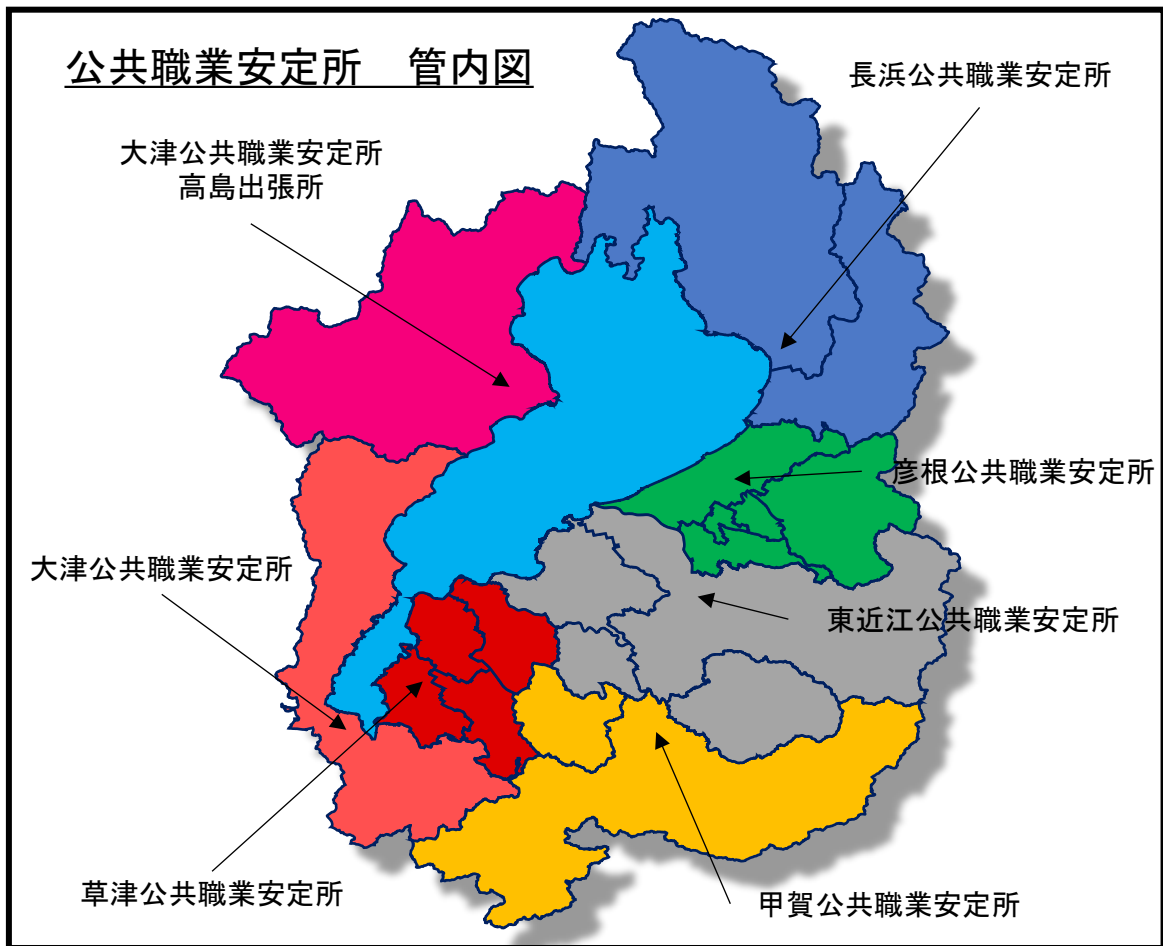 公共職業安定所　管内図
長浜公共職業安定所
大津公共職業安定所
高島出張所
彦根公共職業安定所
大津公共職業安定所
東近江公共職業安定所
草津公共職業安定所
甲賀公共職業安定所